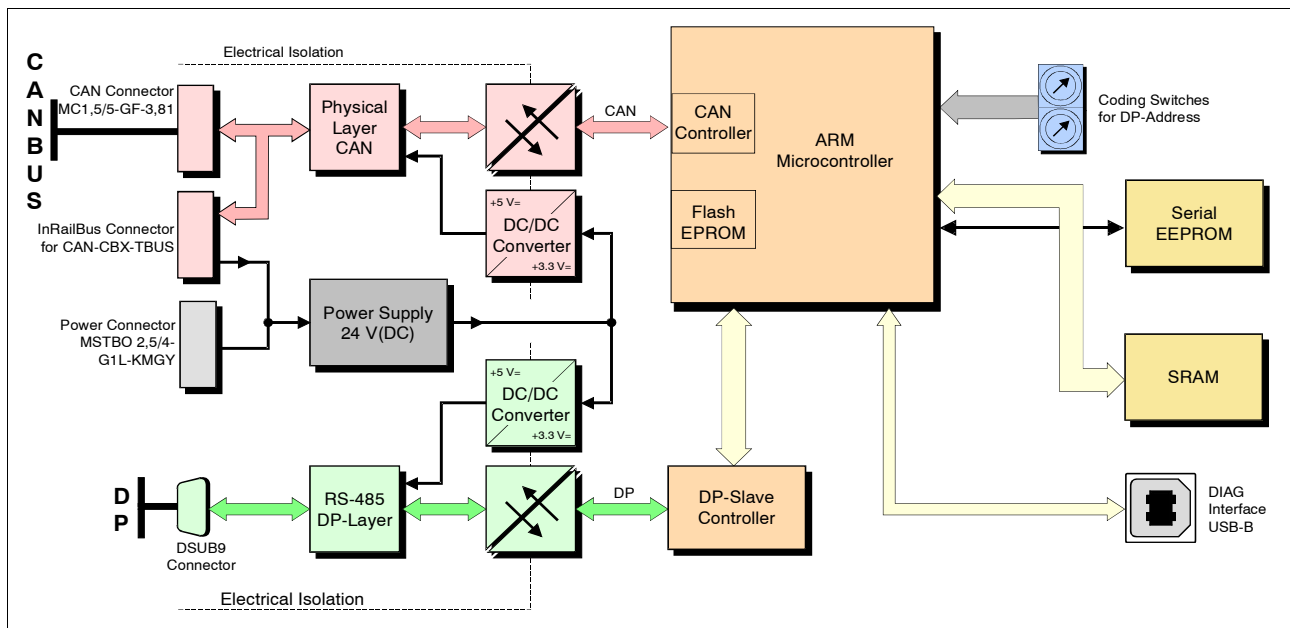 C
A
N
B
U
S
Electrical Isolation
CAN Connector
MC1,5/5-GF-3,81
Physical
Layer
CAN
CAN
CAN
Controller
ARM
Microcontroller
Coding Switches
for DP-Address
InRailBus Connector
for CAN-CBX-TBUS
+5 V=
DC/DC
Converter
+3.3 V=
Flash
EPROM
Serial
EEPROM
Power Connector
MSTBO 2,5/4-
G1L-KMGY
Power Supply
24 V(DC)
+5 V=
DC/DC
Converter
+3.3 V=
SRAM
D
P
DSUB9
Connector
RS-485
DP-Layer
DP
DP-Slave
Controller
DIAG
Interface
USB-B
Electrical Isolation